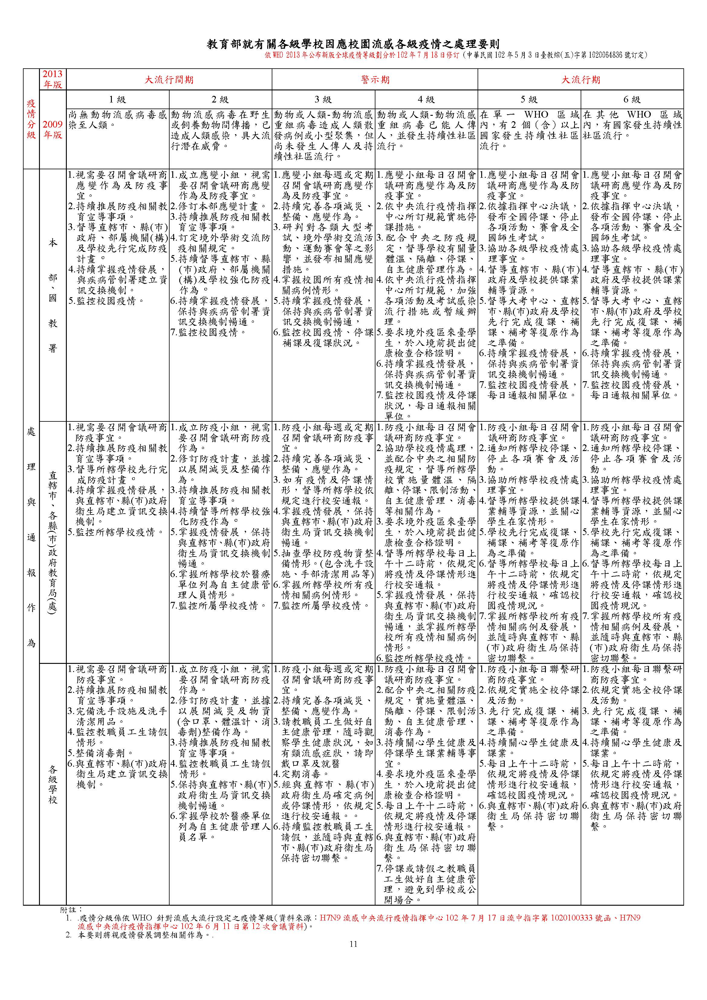 教育部就有關各級學校因應校園流感各級疫情之處理要則
依WHO 2013年公布新版全球疫情等級劃分於102年7月18日修訂 (中華民國102年5月3日臺教綜(五)字第1020064836號訂定)
疫情分級
2013年版
大流行間期
警示期
大流行期
2009年版
1級
2級
3級
4級
5級
6級
尚無動物流感病毒感
染至人類。
動物流感病毒在野生
或飼養動物間傳播，已
造成人類感染，具大流
行潛在威脅。
動物或人類-動物流感
重組病毒造成人類散
發病例或小型聚集，但
尚未發生人傳人及持
續性社區流行。
動物或人類-動物流感
重組病毒已能人傳
人，並發生持續性社區
流行。
在單一 WHO 區域
內，有2個（含）以上
國家發生持續性社區
流行。
在其他 WHO 區域
內，有國家發生持續性
社區流行。
處理與通報作為
本部、國教署
1.視需要召開會議研商
應變作為及防疫事
宜。
2.持續推展防疫相關教
育宣導事項。
3.督導直轄市、縣(市)
政府、部屬機關(構)
及學校先行完成防疫
計畫。
4.持續掌握疫情發展，
與疾病管制署建立資
訊交換機制。
5.監控校園疫情。
1.成立應變小組，視需
要召開會議研商應變
作為及防疫事宜。
2.修訂本部應變計畫。
3.持續推展防疫相關教
育宣導事項。
4.訂定境外學術交流防
疫相關規定。
5.持續督導直轄市、縣
(市)政府、部屬機關
(構)及學校強化防疫
作為。
6.持續掌握疫情發展，
保持與疾病管制署資
訊交換機制暢通。
7.監控校園疫情。
1.應變小組每週或定期
召開會議研商應變作
為及防疫事宜。
2.持續完善各項減災、
整備、應變作為。
3.研判對各類大型考
試、境外學術交流活
動、運動賽會等之影
響，並發布相關應變
措施。
4.掌握校園所有疫情相
關病例情形。
5.持續掌握疫情發展，
保持與疾病管制署資
訊交換機制暢通，
6.監控校園疫情、停課
補課及復課狀況。
1.應變小組每日召開會
議研商應變作為及防
疫事宜。
2.依中央流行疫情指揮
中心所訂規範實施停
課措施。
3.配合中央之防疫規
定，督導學校有關量
體溫、隔離、停課、
自主健康管理作為。
4.依中央流行疫情指揮
中心所訂規範，加強
各項活動及考試感染
流行措施或暫緩辦
理。
5.要求境外疫區來臺學
生，於入境前提出健
康檢查合格證明。
6.持續掌握疫情發展，
保持與疾病管制署資
訊交換機制暢通。
7.監控校園疫情及停課
狀況，每日通報相關
單位。
1.應變小組每日召開會
議研商應變作為及防
疫事宜。
2.依據指揮中心決議，
發布全國停課、停止
各項活動、賽會及全
國師生考試。
3.協助各級學校疫情處
理事宜。
4.督導直轄市、縣(市)
政府及學校提供課業
輔導資源。
5.督導大考中心、直轄
市、縣(市)政府及學校
先行完成復課、補
課、補考等復原作為
之準備。
6.持續掌握疫情發展，
保持與疾病管制署資
訊交換機制暢通。
7.監控校園疫情發展，
每日通報相關單位。
1.應變小組每日召開會
議研商應變作為及防
疫事宜。
2.依據指揮中心決議，
發布全國停課、停止
各項活動、賽會及全
國師生考試。
3.協助各級學校疫情處
理事宜。
4.督導直轄市、縣(市)
政府及學校提供課業
輔導資源。
5.督導大考中心、直轄
市、縣(市)政府及學校
先行完成復課、補
課、補考等復原作為
之準備。
6.持續掌握疫情發展，
保持與疾病管制署資
訊交換機制暢通。
7.監控校園疫情發展，
每日通報相關單位。
直轄市、各縣(市)政府教育局(處)
1.視需要召開會議研商
防疫事宜。
2.持續推展防疫相關教
育宣導事項。
3.督導所轄學校先行完
成防疫計畫。
4.持續掌握疫情發展，
與直轄市、縣(市)政府
衛生局建立資訊交換
機制。
5.監控所轄學校疫情。
1.成立防疫小組，視需
要召開會議研商防疫
作為。
2.修訂防疫計畫，並據
以展開減災及整備作
為。
3.持續推展防疫相關教
育宣導事項。
4.持續督導所轄學校強
化防疫作為。
5.掌握疫情發展，保持
與直轄市、縣(市)政府
衛生局資訊交換機制
暢通。
6.掌握所轄學校於醫療
單位列為自主健康管
理人員情形。
7.監控所屬學校疫情。
1.防疫小組每週或定期
召開會議研商防疫事
宜。
2.持續完善各項減災、
整備、應變作為。
3.如有疫情及停課情
形，督導所轄學校依
規定進行校安通報。
4.掌握疫情發展，保持
與直轄市、縣(市)政府
衛生局資訊交換機制
暢通。
5.抽查學校防疫物資整
備情形。(包含洗手設
施、手部清潔用品等)
6.掌握所轄學校所有疫
情相關病例情形。
7.監控所屬學校疫情。
1.防疫小組每日召開會
議研商防疫事宜。
2.協助學校疫情處理，
並配合中央之相關防
疫規定，督導所轄學
校實施量體溫、隔
離、停課、限制活動、
自主健康管理、消毒
等相關作為。
3.要求境外疫區來臺學
生，於入境前提出健
康檢查合格證明。
4.督導所轄學校每日上
午十二時前，依規定
將疫情及停課情形進
行校安通報。
5.掌握疫情發展，保持
與直轄市、縣(市)政府
衛生局資訊交換機制
暢通，並掌握所轄學
校所有疫情相關病例
情形。
6.監控所轄學校疫情。
1.防疫小組每日召開會
議研商防疫事宜。
2.通知所轄學校停課、
停止各項賽會及活
動。
3.協助所轄學校疫情處
理事宜。
4.督導所轄學校提供課
業輔導資源，並關心
學生在家情形。
5.學校先行完成復課、
補課、補考等復原作
為之準備。
6.督導所轄學校每日上
午十二時前，依規定
將疫情及停課情形進
行校安通報，確認校
園疫情現況。
7.掌握所轄學校所有疫
情相關病例及發展，
並隨時與直轄市、縣
(市)政府衛生局保持
密切聯繫。
1.防疫小組每日召開會
議研商防疫事宜。
2.通知所轄學校停課、
停止各項賽會及活
動。
3.協助所轄學校疫情處
理事宜。
4.督導所轄學校提供課
業輔導資源，並關心
學生在家情形。
5.學校先行完成復課、
補課、補考等復原作
為之準備。
6.督導所轄學校每日上
午十二時前，依規定
將疫情及停課情形進
行校安通報，確認校
園疫情現況。
7.掌握所轄學校所有疫
情相關病例及發展，
並隨時與直轄市、縣
(市)政府衛生局保持
密切聯繫。
各級學校
1.視需要召開會議研商
防疫事宜。
2.持續推展防疫相關教
育宣導事項。
3.完備洗手設施及洗手
清潔用品。
4.監控教職員工生請假
情形。
5.整備消毒劑。
6.與直轄市、縣(市)政府
衛生局建立資訊交換
機制。
1.成立防疫小組，視需
要召開會議研商防疫
作為。
2.修訂防疫計畫，並據
以展開減災及物資
(含口罩、體溫計、消
毒劑)整備作為。
3.持續推展防疫相關教
育宣導事項。
4.監控教職員工生請假
情形。
5.保持與直轄市、縣(市)
政府衛生局資訊交換
機制暢通。
6.掌握學校於醫療單位
列為自主健康管理人
員名單。
1.防疫小組每週或定期
召開會議研商防疫事
宜。
2.持續完善各項減災、
整備、應變作為。
3.請教職員工生做好自
主健康管理，隨時觀
察學生健康狀況，如
有類流感症狀，請即
戴口罩及就醫
4.定期消毒。
5.經與直轄市、縣(市)
政府衛生局確定病例
或停課情形，依規定
進行校安通報。。
6.持續監控教職員工生
請假，並隨時與直轄
市、縣(市)政府衛生局
保持密切聯繫。
1.防疫小組每日召開會
議研商防疫事宜。
2.配合中央之相關防疫
規定，實施量體溫、
隔離、停課、限制活
動、自主健康管理、
消毒作為。
3.持續關心學生健康及
停課學生課業輔導事
宜。
4.要求境外疫區來臺學
生，於入境前提出健
康檢查合格證明。
5.每日上午十二時前，
依規定將疫情及停課
情形進行校安通報。
6.與直轄市、縣(市)政府
衛生局保持密切聯
繫。
7.停課或請假之教職員
工生做好自主健康管
理，避免到學校或公
開場合。
1.防疫小組每日聯繫研
商防疫事宜。
2.依規定實施全校停課
及活動。
3.先行完成復課、補
課、補考等復原作為
之準備。
4.持續關心學生健康及
課業。
5.每日上午十二時前，
依規定將疫情及停課
情形進行校安通報，
確認校園疫情現況。
6.與直轄市、縣(市)政府
衛生局保持密切聯
繫。
1.防疫小組每日聯繫研
商防疫事宜。
2.依規定實施全校停課
及活動。
3.先行完成復課、補
課、補考等復原作為
之準備。
4.持續關心學生健康及
課業。
5.每日上午十二時前，
依規定將疫情及停課
情形進行校安通報，
確認校園疫情現況。
6.與直轄市、縣(市)政府
衛生局保持密切聯
繫。
附註：
1. .疫情分級係依 WHO 針對流感大流行設定之疫情等級(資料來源：H7N9 流感中央流行疫情指揮中心 102 年 7 月 17 日流中指字第 1020100333 號函、H7N9
流感中央流行疫情指揮中心 102 年 6 月 11 日第 12 次會議資料)。
2. 本要則將視疫情發展調整相關作為。.
11